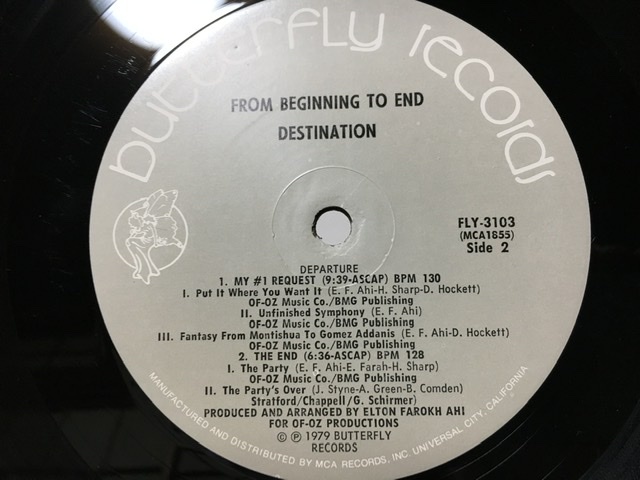 butterfly records
FROM BEGINNING TO END
DESTINATION
FLY-3103
(MCA1855)
Side 2
DEPARTURE
1. MY #1 REQUEST (9:39-ASCAP) BPM 130
I. Put It Where You Want It (E. F. Ahi-H. Sharp-D. Hockett)
OF-OZ Music Co./BMG Publishing
II. Unfinished Symphony (E. F. Ahi)
OF-OZ Music Co./BMG Publishing
III. Fantasy From Montishua To Gomez Addanis (E. F. Ahi-D. Hockett)
OF-OZ Music Co./BMG Publishing
2. THE END (6:36-ASCAP) BPM 128
I. The Party (E. F. Ahi-E. Farah-H. Sharp)
OF-OZ Music Co./BMG Publishing
II. The Party's Over (J. Styne-A. Green-B. Comden)
Stratford/Chappell/G. Schirmer)
PRODUCED AND ARRANGED BY ELTON FAROKH AHI
FOR OF-OZ PRODUCTIONS
© ℗ 1979 BUTTERFLY
RECORDS
MANUFACTURED AND DISTRIBUTED BY MCA RECORDS, INC. UNIVERSAL CITY, CALIFORNIA